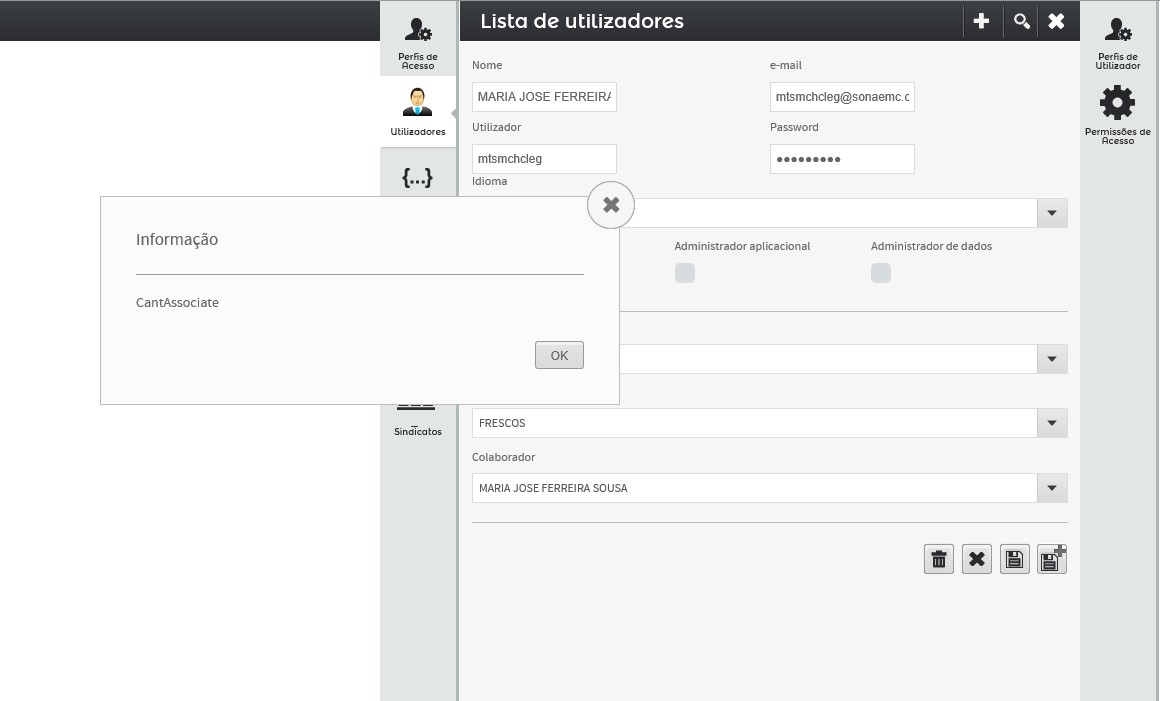 Lista de utilizadores
Perfis de
Acesso
Utilizadores
{...}
Sindicatos
Nome
e-mail
MARIA JOSE FERREIRA
mtsmchcleg@sonaemc.c
Utilizador
Password
mtsmchcleg
•••••••••
Idioma
Administrador aplicacional
Administrador de dados
Informação
CantAssociate
OK
FRESCOS
Colaborador
MARIA JOSE FERREIRA SOUSA
Perfis de
Utilizador
Permissões de
Acesso